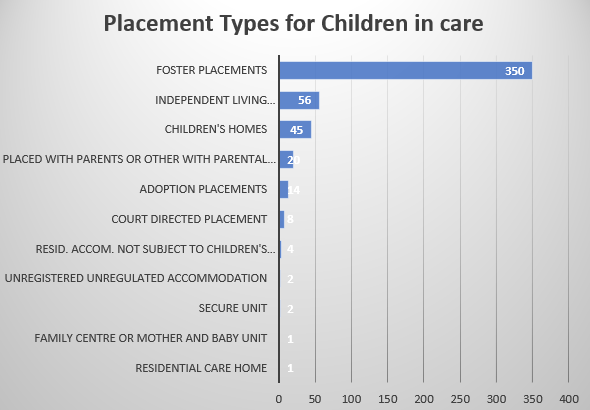 Placement Types for Children in care
FOSTER PLACEMENTS 350
INDEPENDENT LIVING... 56
CHILDREN'S HOMES 45
PLACED WITH PARENTS OR OTHER WITH PARENTAL... 20
ADOPTION PLACEMENTS 14
COURT DIRECTED PLACEMENT 8
RESID. ACCOM. NOT SUBJECT TO CHILDREN'S... 4
UNREGISTERED UNREGULATED ACCOMMODATION 2
SECURE UNIT 2
FAMILY CENTRE OR MOTHER AND BABY UNIT 1
RESIDENTIAL CARE HOME 1
0 50 100 150 200 250 300 350 400